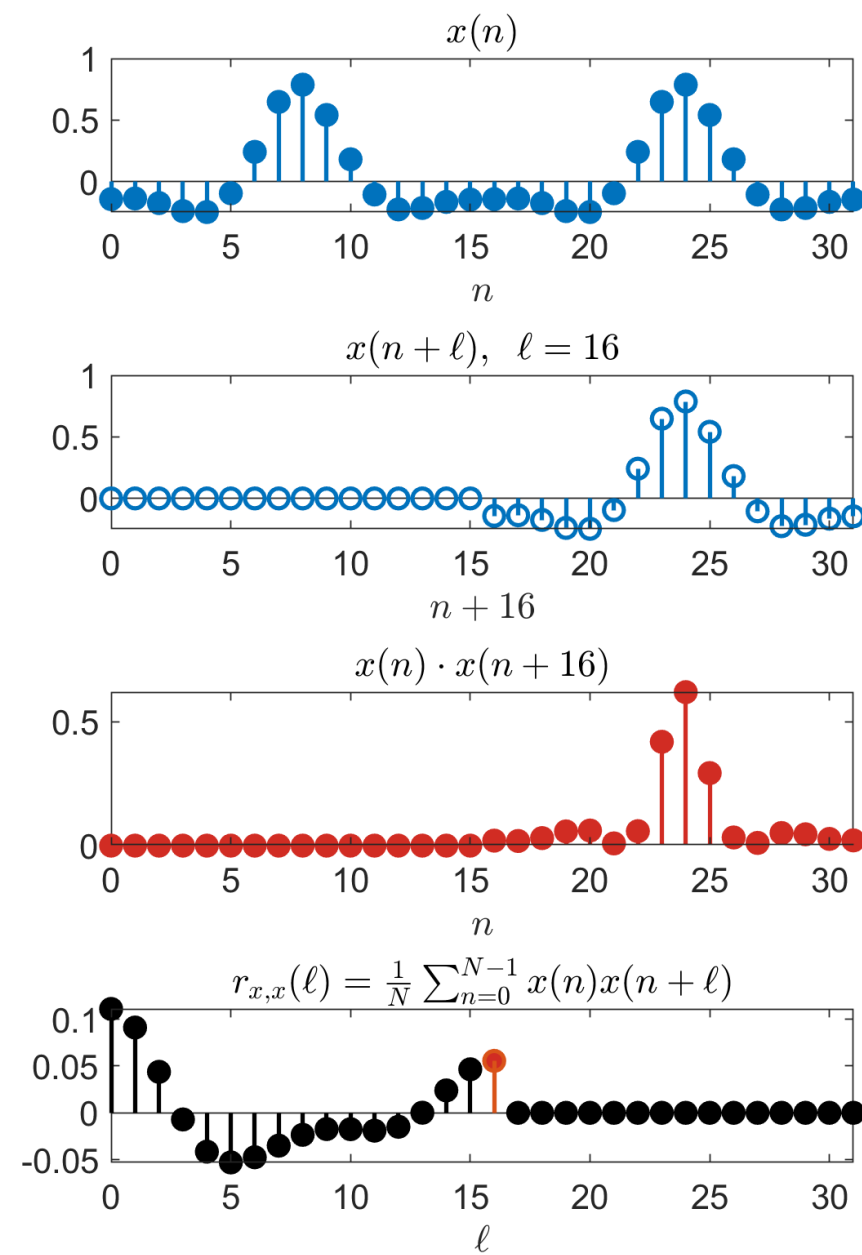 x(n)
1
0.5
0
0 5 10 15 20 25 30
n
x(n + ℓ), ℓ = 16
1
0.5
0
0 5 10 15 20 25 30
n + 16
x(n) · x(n + 16)
0.5
0
0 5 10 15 20 25 30
n
r_{x,x}(ℓ) = \frac{1}{N} \sum_{n=0}^{N-1} x(n)x(n + ℓ)
0.1
0.05
0
-0.05
0 5 10 15 20 25 30
ℓ